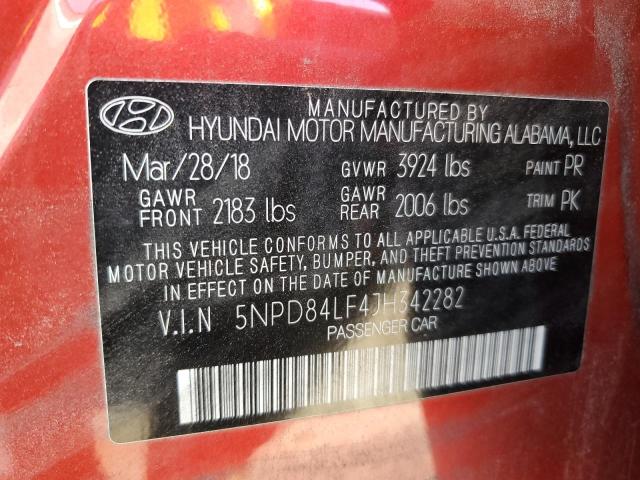 MANUFACTURED BY
HYUNDAI MOTOR MANUFACTURING ALABAMA, LLC
Mar/28/18 GVWR 3924 lbs PAINT PR
GAWR FRONT 2183 lbs GAWR REAR 2006 lbs TRIM PK
THIS VEHICLE CONFORMS TO ALL APPLICABLE U.S.A. FEDERAL
MOTOR VEHICLE SAFETY, BUMPER, AND THEFT PREVENTION STANDARDS
IN EFFECT ON THE DATE OF MANUFACTURE SHOWN ABOVE.
V.I.N 5NPD84LF4JH342282
PASSENGER CAR